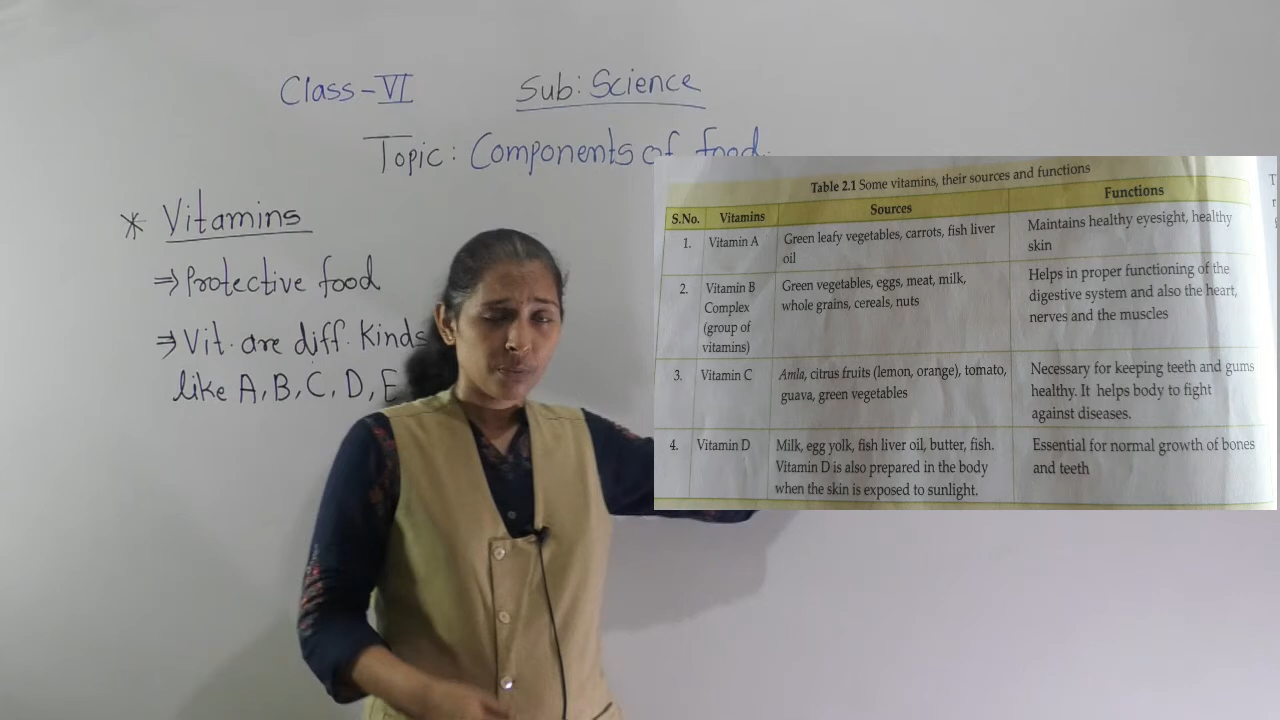 Class-VI Sub: Science
Topic: Components of food.
* Vitamins
⇒ Protective food
⇒ Vit. are diff. Kinds
like A, B, C, D, E
Table 2.1 Some vitamins, their sources and functions
S.No. Vitamins Sources Functions
1. Vitamin A Green leafy vegetables, carrots, fish liver Maintains healthy eyesight, healthy
oil skin
2. Vitamin B Green vegetables, eggs, meat, milk, Helps in proper functioning of the
Complex whole grains, cereals, nuts digestive system and also the heart,
(group of nerves and the muscles
vitamins)
3. Vitamin C Amla, citrus fruits (lemon, orange), tomato, Necessary for keeping teeth and gums
guava, green vegetables healthy. It helps body to fight
against diseases.
4. Vitamin D Milk, egg yolk, fish liver oil, butter, fish. Essential for normal growth of bones
Vitamin D is also prepared in the body and teeth
when the skin is exposed to sunlight.